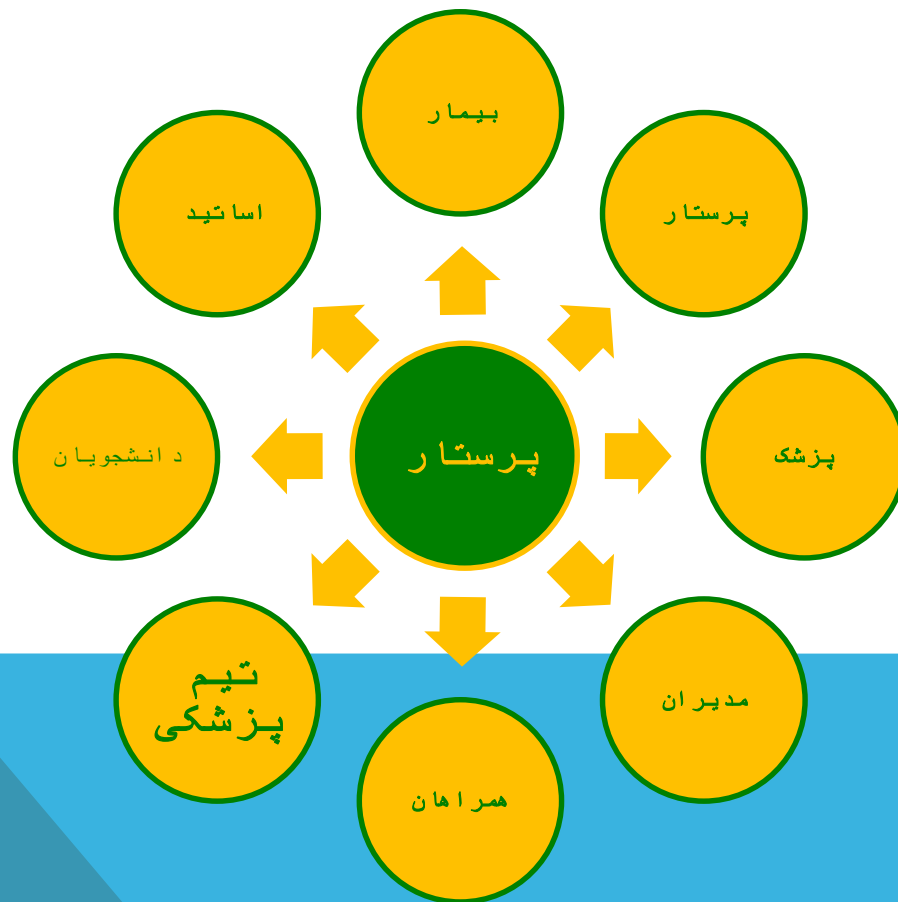 بیمار
اساتید
پرستار
دانشجویان
پرستار
پزشک
تیم
پزشکی
مدیران
همراهان